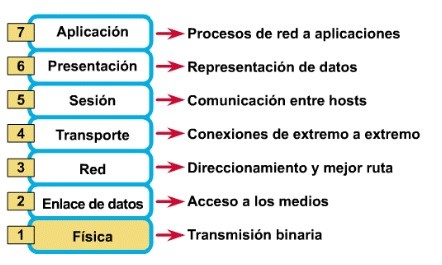 7 Aplicación Procesos de red a aplicaciones
6 Presentación Representación de datos
5 Sesión Comunicación entre hosts
4 Transporte Conexiones de extremo a extremo
3 Red Direccionamiento y mejor ruta
2 Enlace de datos Acceso a los medios
1 Física Transmisión binaria